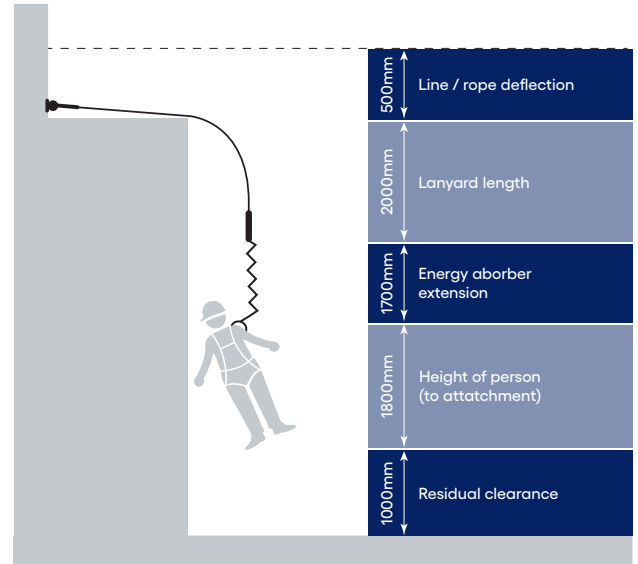 500mm
Line / rope deflection
2000mm
Lanyard length
1700mm
Energy aborber
extension
1800mm
Height of person
(to attatchment)
1000mm
Residual clearance